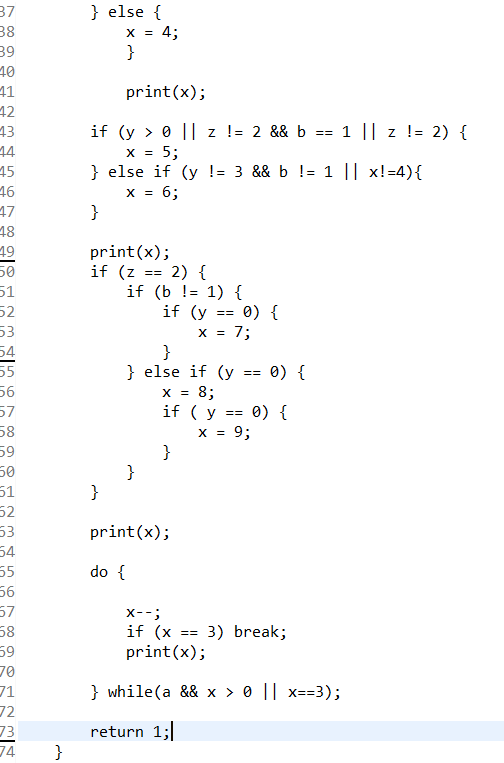 37 } else {
38 x = 4;
39 }
40
41 print(x);
42
43 if (y > 0 || z != 2 && b == 1 || z != 2) {
44 x = 5;
45 } else if (y != 3 && b != 1 || x!=4){
46 x = 6;
47 }
48
49 print(x);
50 if (z == 2) {
51 if (b != 1) {
52 if (y == 0) {
53 x = 7;
54 }
55 } else if (y == 0) {
56 x = 8;
57 if ( y == 0) {
58 x = 9;
59 }
60 }
61 }
62
63 print(x);
64
65 do {
66
67 x--;
68 if (x == 3) break;
69 print(x);
70
71 } while(a && x > 0 || x==3);
72
73 return 1;
74 }